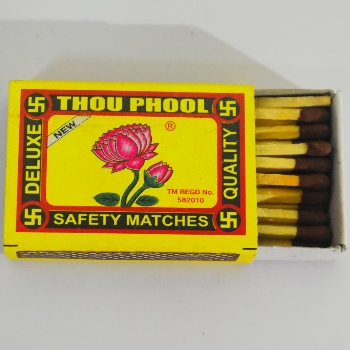 THOU PHOOL
NEW
®
DELUXE
QUALITY
TM REGD No.
582010
SAFETY MATCHES